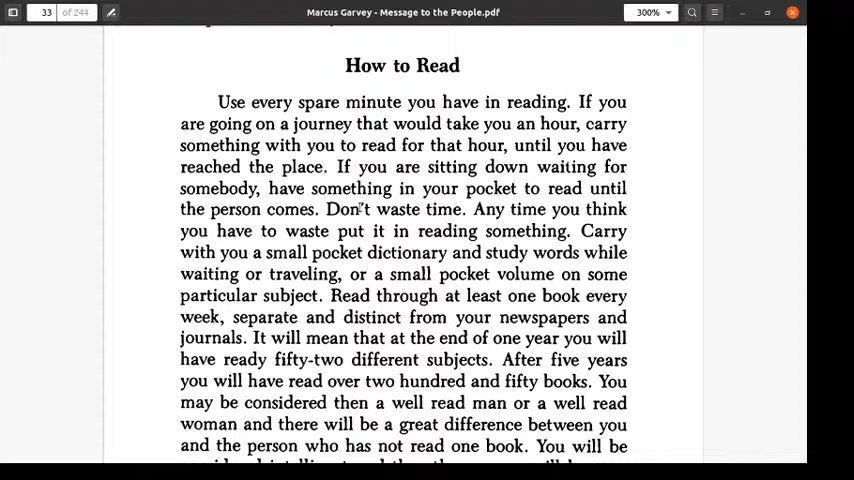 33 of 244
Marcus Garvey - Message to the People.pdf
300%
How to Read
Use every spare minute you have in reading. If you
are going on a journey that would take you an hour, carry
something with you to read for that hour, until you have
reached the place. If you are sitting down waiting for
somebody, have something in your pocket to read until
the person comes. Don't waste time. Any time you think
you have to waste put it in reading something. Carry
with you a small pocket dictionary and study words while
waiting or traveling, or a small pocket volume on some
particular subject. Read through at least one book every
week, separate and distinct from your newspapers and
journals. It will mean that at the end of one year you will
have ready fifty-two different subjects. After five years
you will have read over two hundred and fifty books. You
may be considered then a well read man or a well read
woman and there will be a great difference between you
and the person who has not read one book. You will be